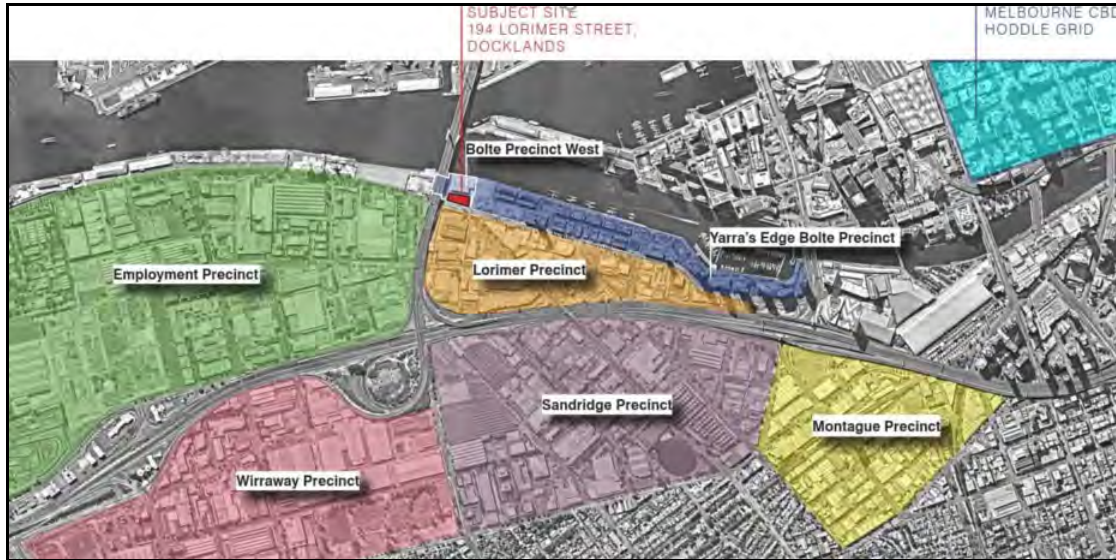 SUBJECT SITE
194 LORIMER STREET,
DOCKLANDS
MELBOURNE CBD
HODDLE GRID
Bolte Precinct West
Yarra's Edge Bolte Precinct
Employment Precinct
Lorimer Precinct
Sandridge Precinct
Montague Precinct
Wirraway Precinct